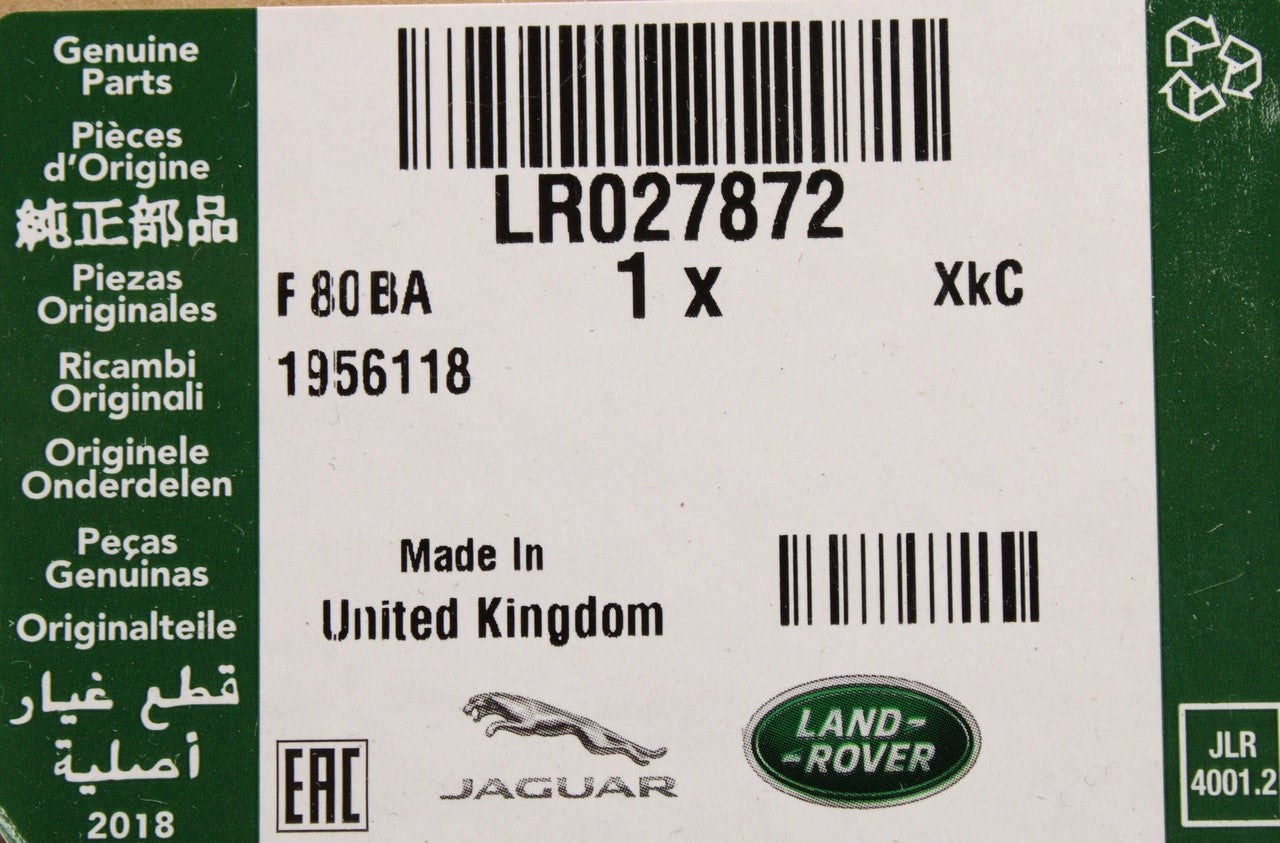 Genuine
Parts
Pièces
d'Origine
純正部品
Piezas
Originales
Ricambi
Originali
Originele
Onderdelen
Peças
Genuinas
Originalteile
قطع غيار
أصلية
2018
LR027872
F 80BA
1 x
XkC
1956118
Made In
United Kingdom
EAC
JAGUAR
LAND-
-ROVER
JLR
4001.2